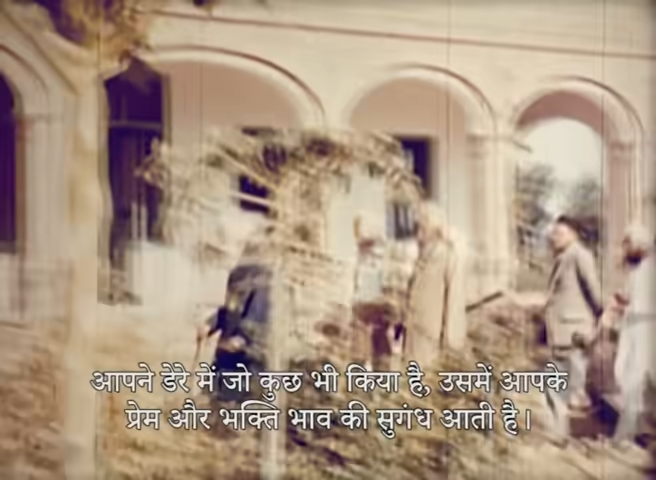 आपने डेरे में जो कुछ भी किया है, उसमें आपके
प्रेम और भक्ति भाव की सुगंध आती है।